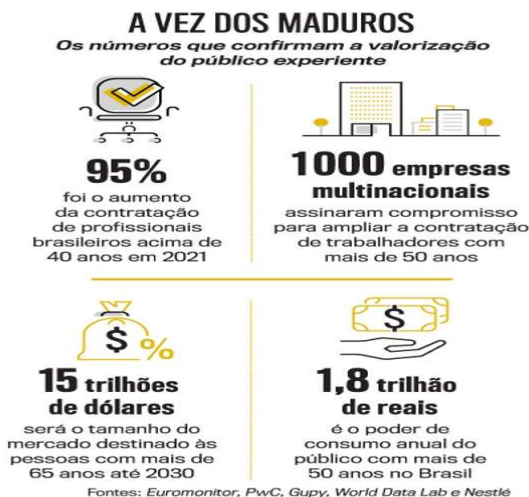 A VEZ DOS MADUROS
Os números que confirmam a valorização
do público experiente
95%
foi o aumento
da contratação
de profissionais
brasileiros acima de
40 anos em 2021
1000 empresas
multinacionais
assinaram compromisso
para ampliar a contratação
de trabalhadores com
mais de 50 anos
$ %
15 trilhões
de dólares
será o tamanho do
mercado destinado às
pessoas com mais de
65 anos até 2030
$
1,8 trilhão
de reais
é o poder de
consumo anual do
público com mais de
50 anos no Brasil
Fontes: Euromonitor, PwC, Gupy, World Data Lab e Nestlé